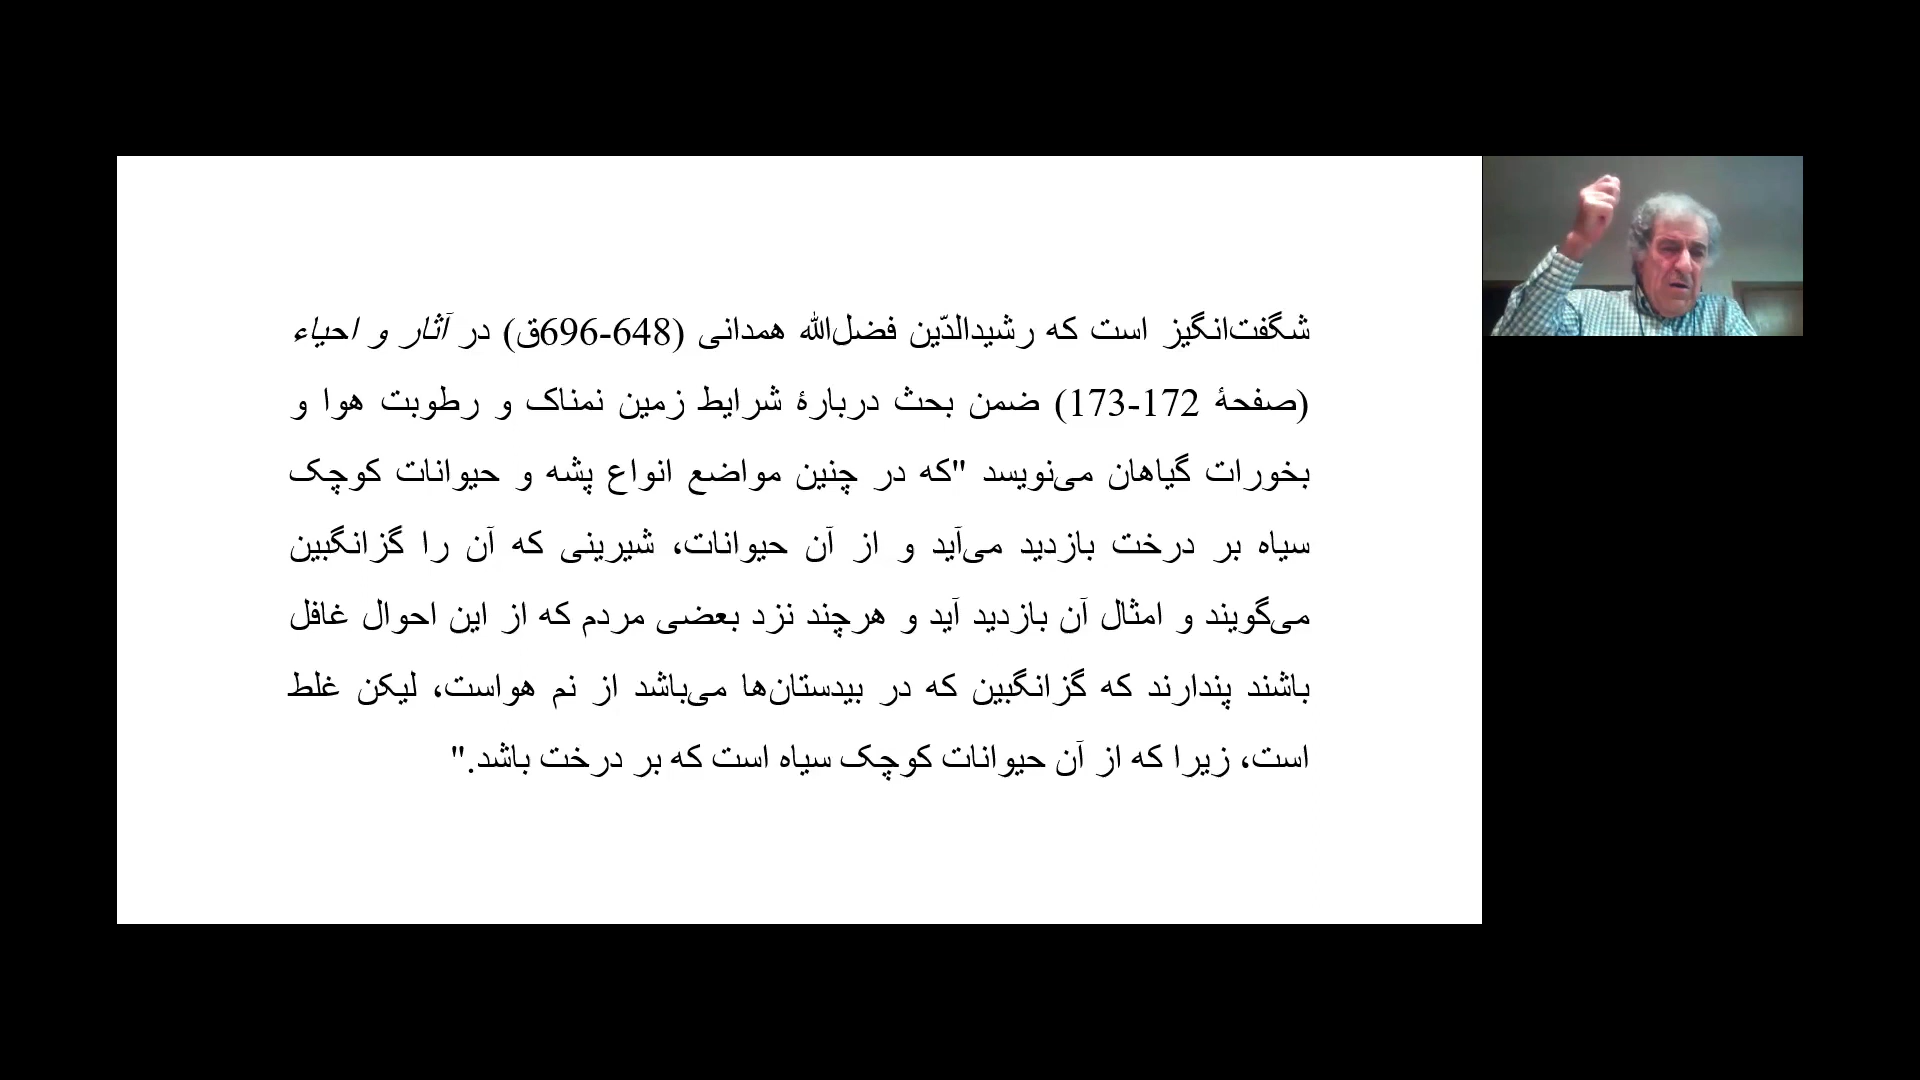 شگفت‌انگیز است که رشیدالدّین فضل‌الله همدانی (648-696ق) در آثار و احیاء
(صفحهٔ 172-173) ضمن بحث دربارهٔ شرایط زمین نمناک و رطوبت هوا و
بخورات گیاهان می‌نویسد "که در چنین مواضع انواع پشه و حیوانات کوچک
سیاه بر درخت بازدید می‌آید و از آن حیوانات، شیرینی که آن را گزانگبین
می‌گویند و امثال آن بازدید آید و هرچند نزد بعضی مردم که از این احوال غافل
باشند پندارند که گزانگبین که در بیدستان‌ها می‌باشد از نم هواست، لیکن غلط
است، زیرا که از آن حیوانات کوچک سیاه است که بر درخت باشد."